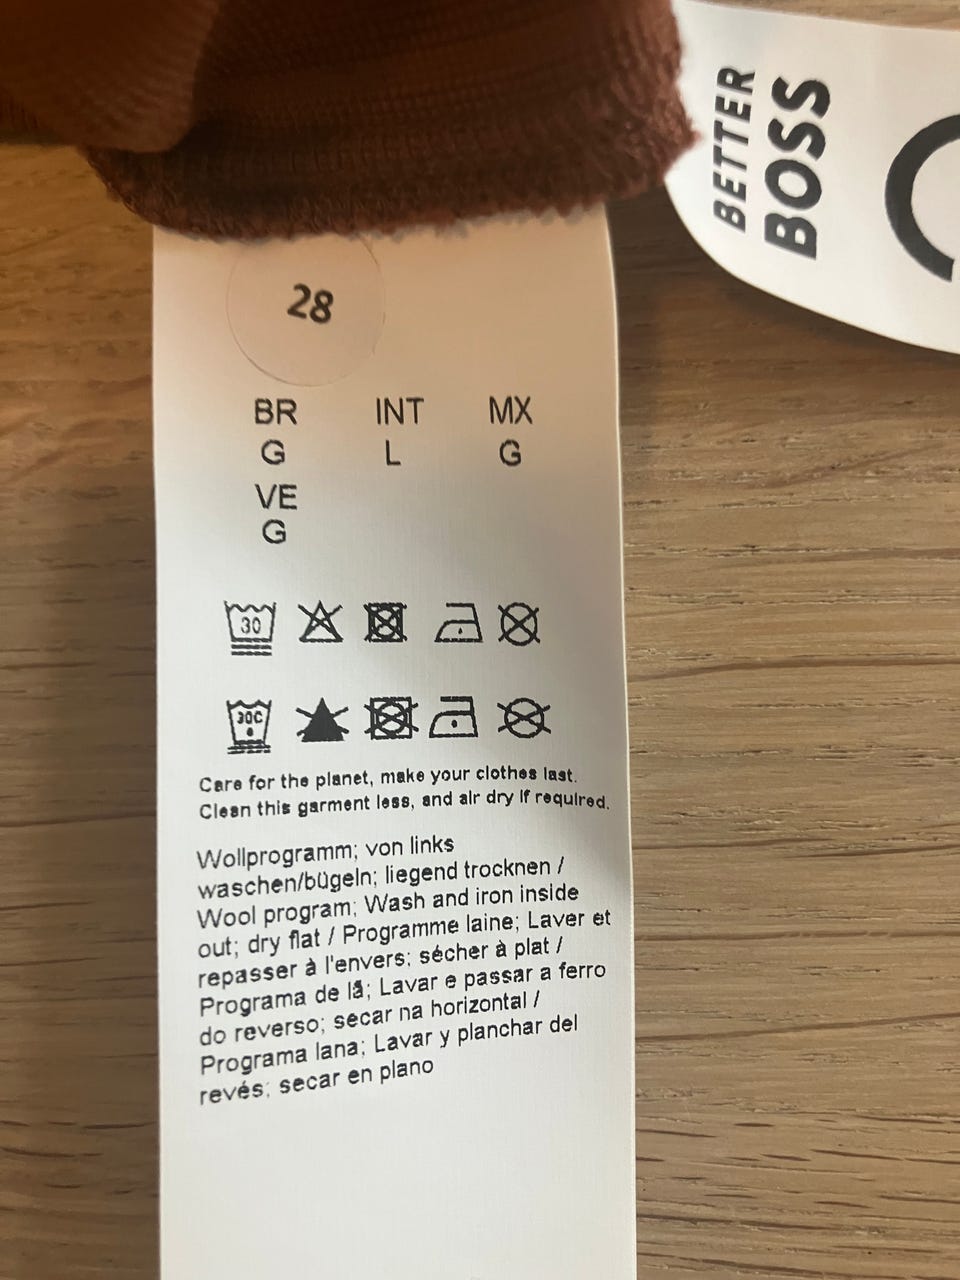 BETTER
BOSS
28
BR INT MX
G L G
VE
G
30
30C
Care for the planet, make your clothes last.
Clean this garment less, and air dry if required.
Wollprogramm; von links
waschen/bügeln; liegend trocknen /
Wool program; Wash and iron inside
out; dry flat / Programme laine; Laver et
repasser à l'envers; sécher à plat /
Programa de lã; Lavar e passar a ferro
do reverso; secar na horizontal /
Programa lana; Lavar y planchar del
revés; secar en plano